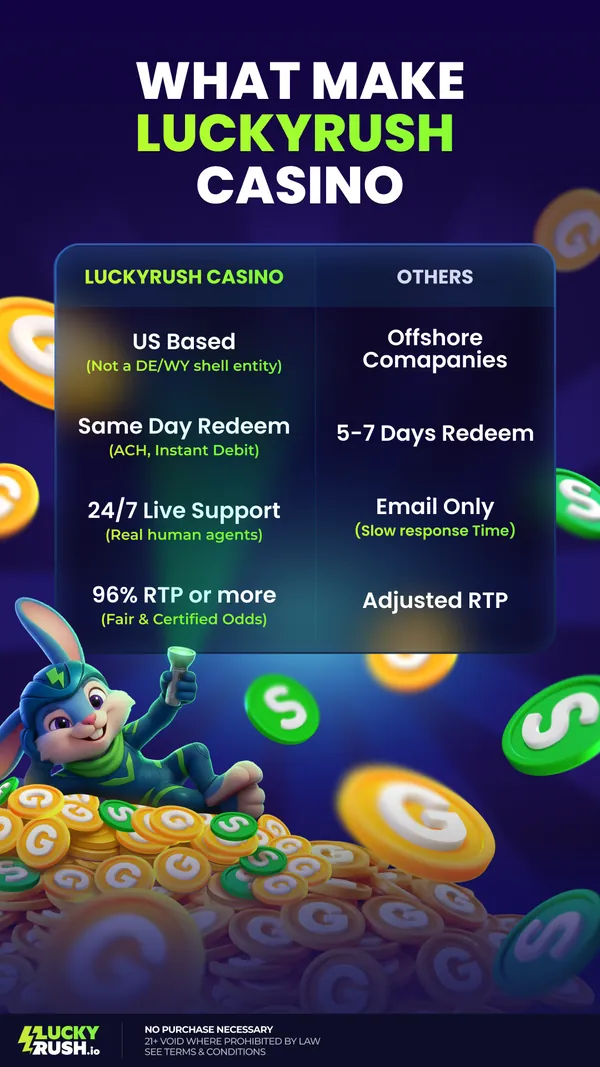 WHAT MAKE
LUCKYRUSH
CASINO
LUCKYRUSH CASINO
OTHERS
US Based
(Not a DE/WY shell entity)
Offshore
Comapanies
Same Day Redeem
(ACH, Instant Debit)
5-7 Days Redeem
24/7 Live Support
(Real human agents)
Email Only
(Slow response Time)
96% RTP or more
(Fair & Certified Odds)
Adjusted RTP
LUCKY
RUSH.io
NO PURCHASE NECESSARY
21+ VOID WHERE PROHIBITED BY LAW
SEE TERMS & CONDITIONS